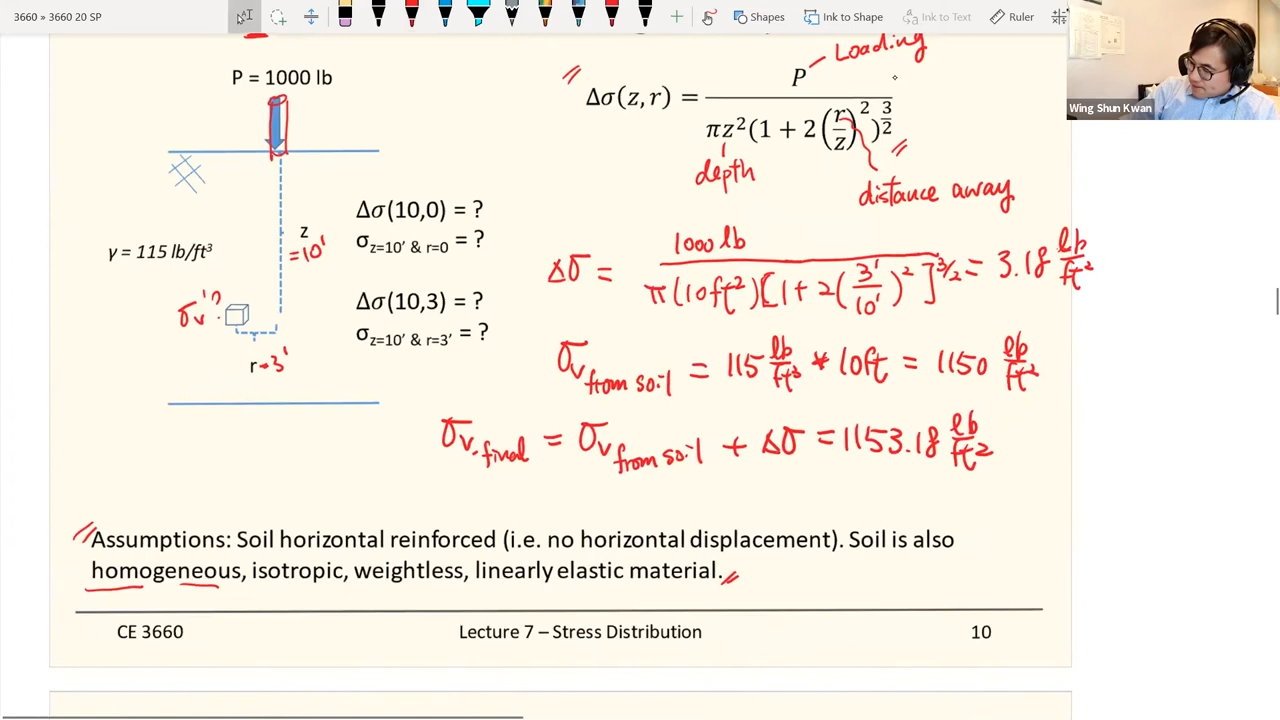 3660 » 3660 20 SP
Shapes
Ink to Shape
Ink to Text
Ruler
Wing Shun Kwan
P = 1000 lb
γ = 115 lb/ft³
z
= 10'
σv'?
r = 3'
Δσ(10,0) = ?
σz=10' & r=0 = ?
Δσ(10,3) = ?
σz=10' & r=3' = ?
Loading
Δσ(z, r) = P / πz²(1 + 2(r/z)²)^3/2
depth
distance away
Δσ = 1000 lb / π(10ft²)[1 + 2(3'/10')²]^3/2 = 3.18 lb/ft²
σv from soil = 115 lb/ft³ * 10ft = 1150 lb/ft²
σv, final = σv from soil + Δσ = 1153.18 lb/ft²
Assumptions: Soil horizontal reinforced (i.e. no horizontal displacement). Soil is also
homogeneous, isotropic, weightless, linearly elastic material.
CE 3660
Lecture 7 – Stress Distribution
10